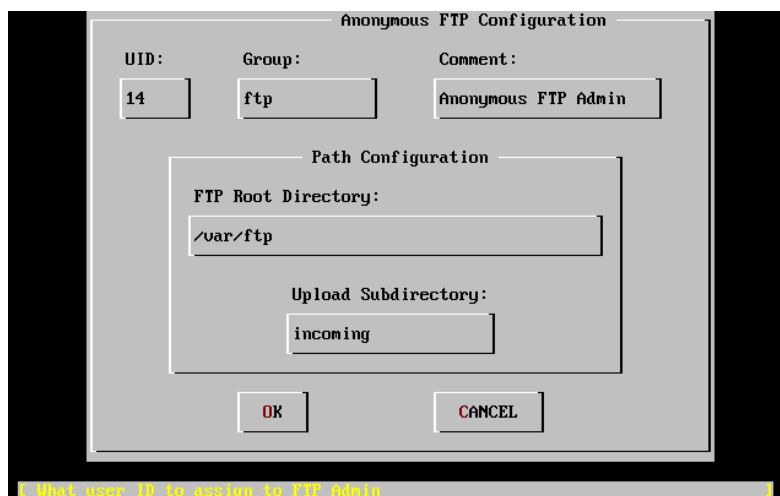 Anonymous FTP Configuration
UID: Group: Comment:
14 ftp Anonymous FTP Admin
Path Configuration
FTP Root Directory:
/var/ftp
Upload Subdirectory:
incoming
OK CANCEL
[ What user ID to assign to FTP Admin ]